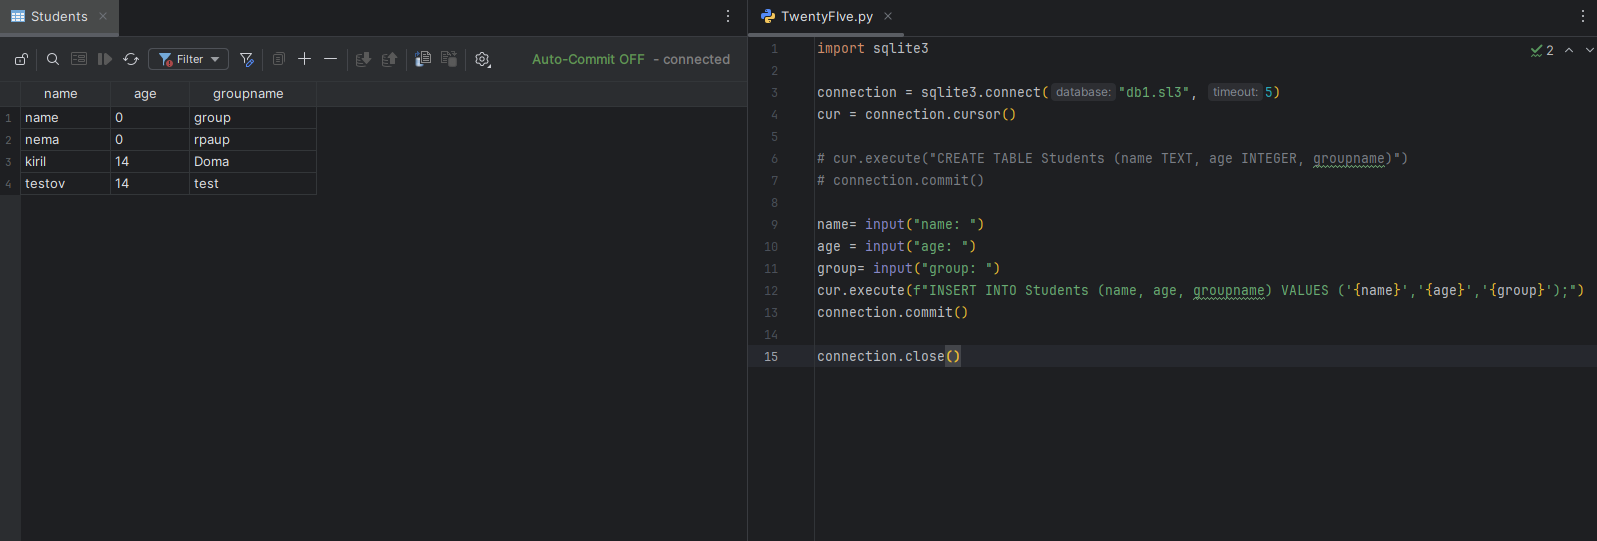 Students
Filter
Auto-Commit OFF - connected
name age groupname
1 name 0 group
2 nema 0 rpaup
3 kiril 14 Doma
4 testov 14 test
TwentyFIve.py
2
1 import sqlite3
2
3 connection = sqlite3.connect( database: "db1.sl3", timeout: 5)
4 cur = connection.cursor()
5
6 # cur.execute("CREATE TABLE Students (name TEXT, age INTEGER, groupname)")
7 # connection.commit()
8
9 name= input("name: ")
10 age = input("age: ")
11 group= input("group: ")
12 cur.execute(f"INSERT INTO Students (name, age, groupname) VALUES ('{name}','{age}','{group}');")
13 connection.commit()
14
15 connection.close()